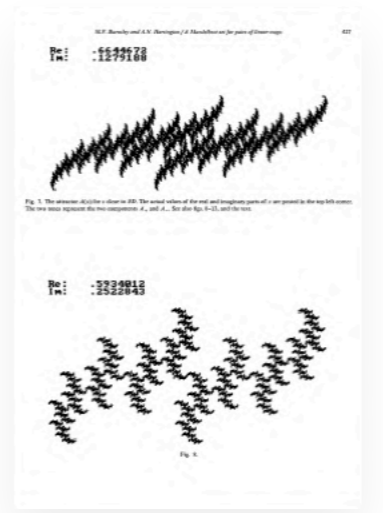 M.F. Barnsley and A.N. Harrington / A Mandelbrot set for pairs of linear maps
Re: .6644672
Im: .1279188
Fig. 7. The attractor A(s) for s close to ∂D. The actual values of the real and imaginary parts of s are printed in the top left corner.
The two tones represent the two components A₊ and A₋. See also figs. 8–15, and the text.
Re: .5934012
Im: .2522843
Fig. 8.